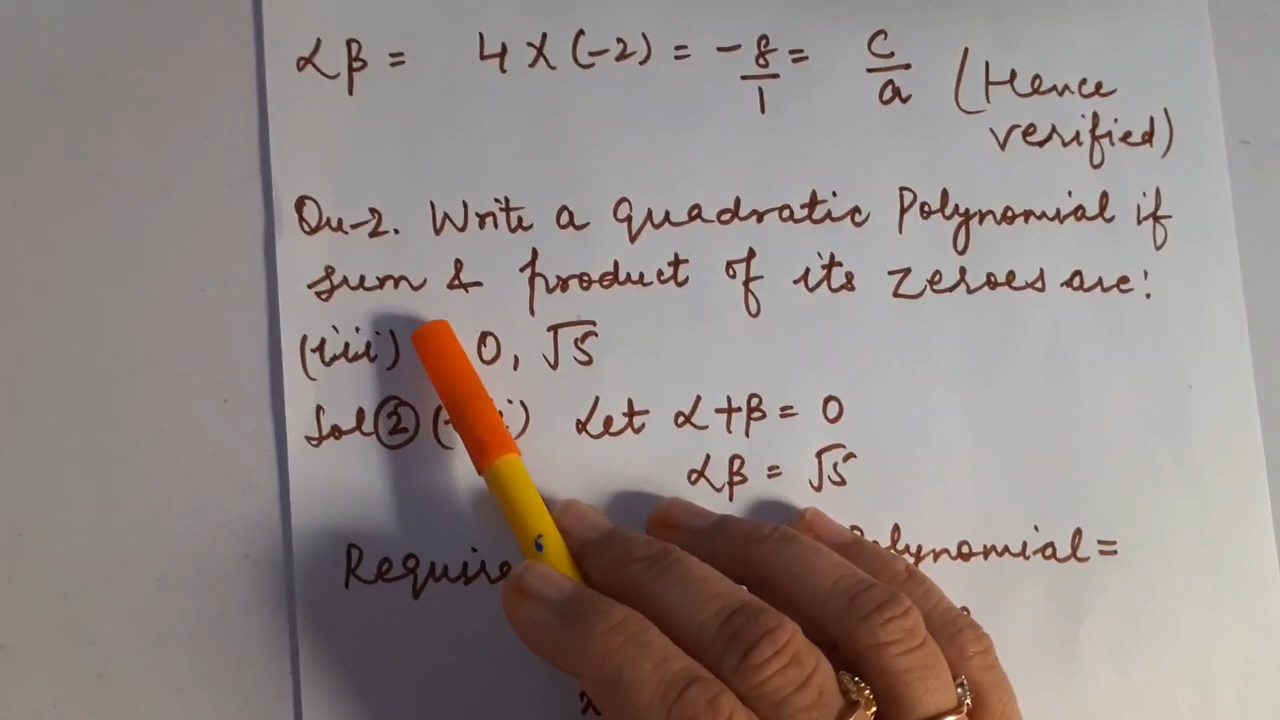 αβ = 4 × (-2) = -8/1 = c/a (Hence
verified)
Qu-2. Write a quadratic Polynomial if
sum & product of its zeroes are:
(iii) 0, √5
Sol ② Let α+β = 0
αβ = √5
Polynomial =